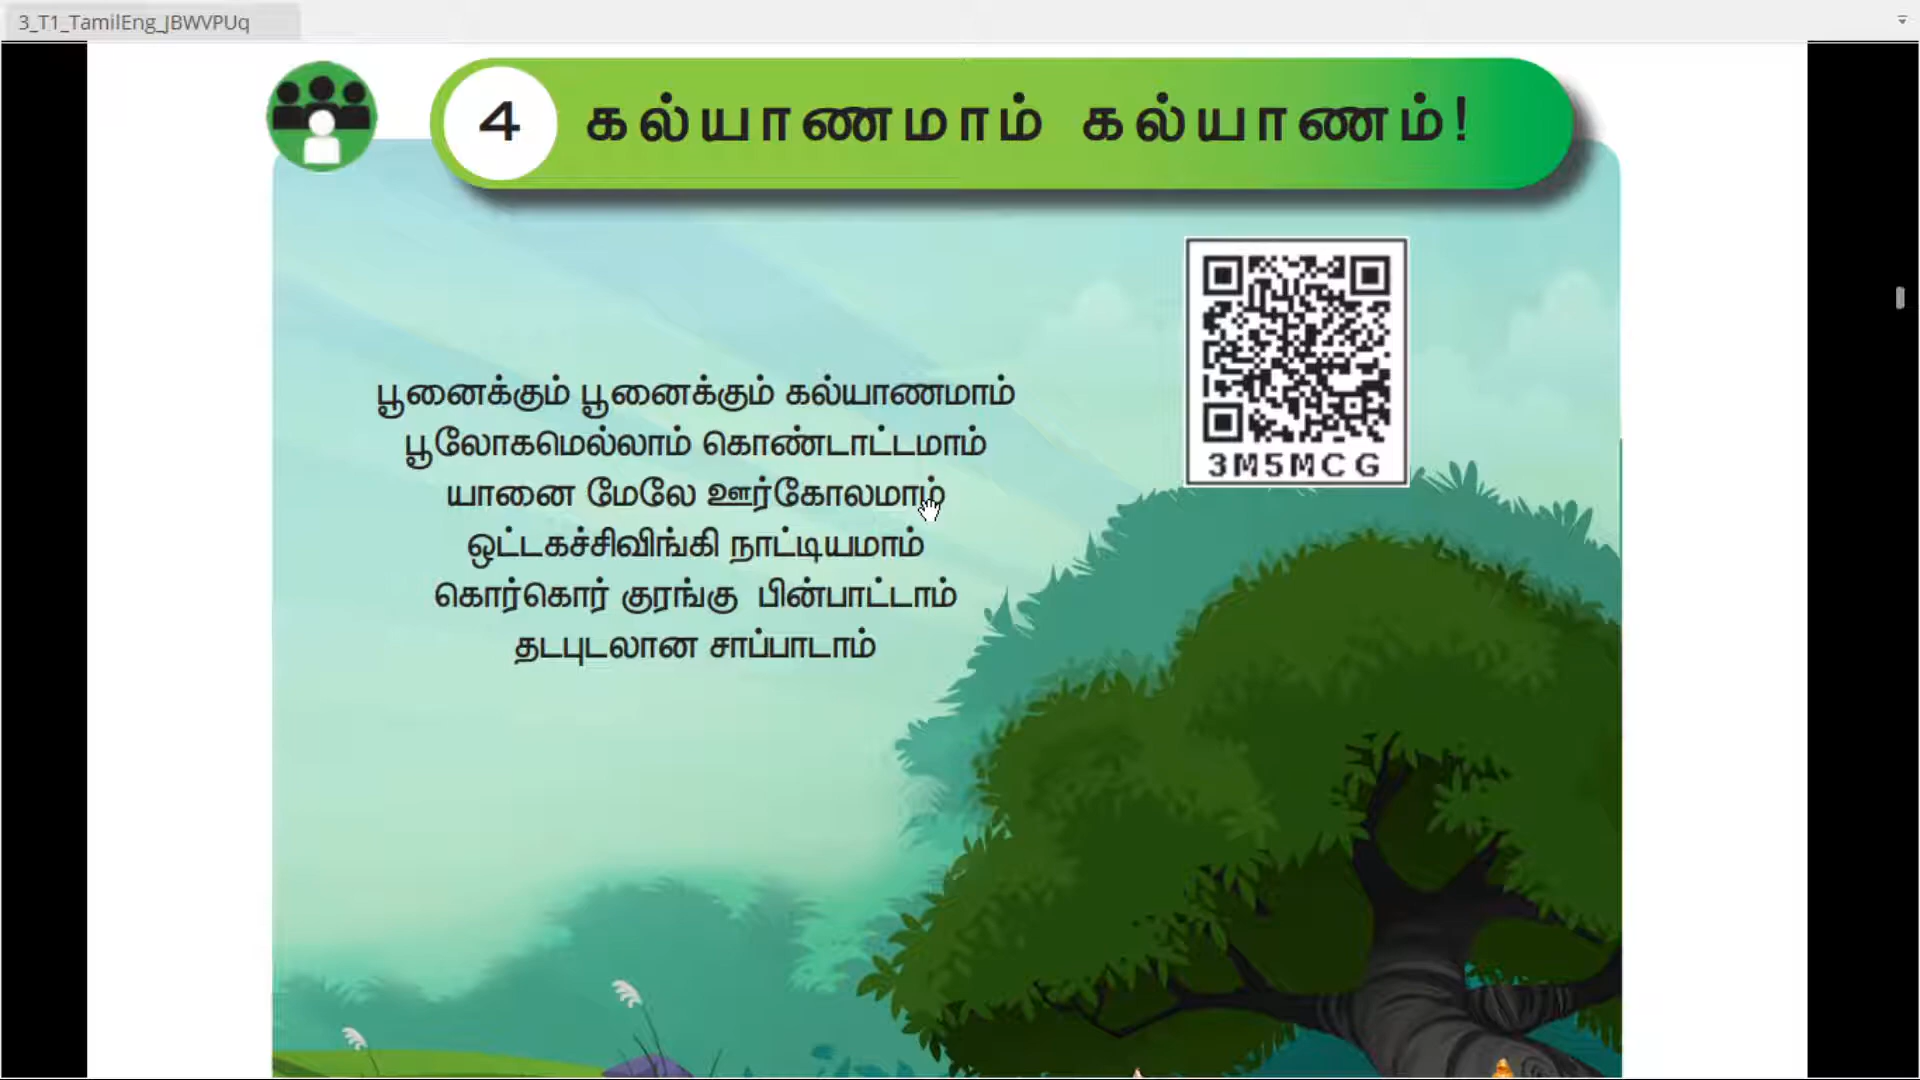 3_T1_TamilEng_JBWVPUq
4 கல்யாணமாம் கல்யாணம்!
3M5MCG
பூனைக்கும் பூனைக்கும் கல்யாணமாம்
பூலோகமெல்லாம் கொண்டாட்டமாம்
யானை மேலே ஊர்கோலமாம்
ஒட்டகச்சிவிங்கி நாட்டியமாம்
கொர்கொர் குரங்கு பின்பாட்டாம்
தடபுடலான சாப்பாடாம்